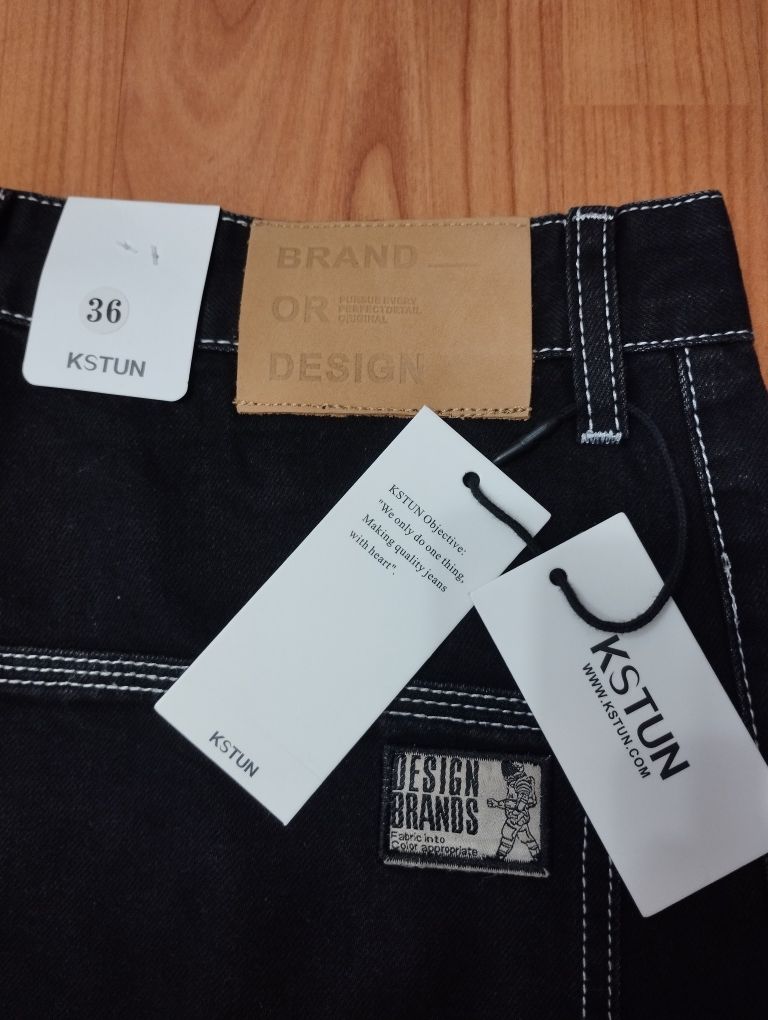 36
KSTUN
BRAND
OR
PURSUE EVERY
PERFECTDETAIL
ORIGINAL
DESIGN
KSTUN Objective:
"We only do one thing,
Making quality jeans
with heart".
KSTUN
KSTUN
WWW.KSTUN.COM
DESIGN
BRANDS
Fabric into
Color appropriate